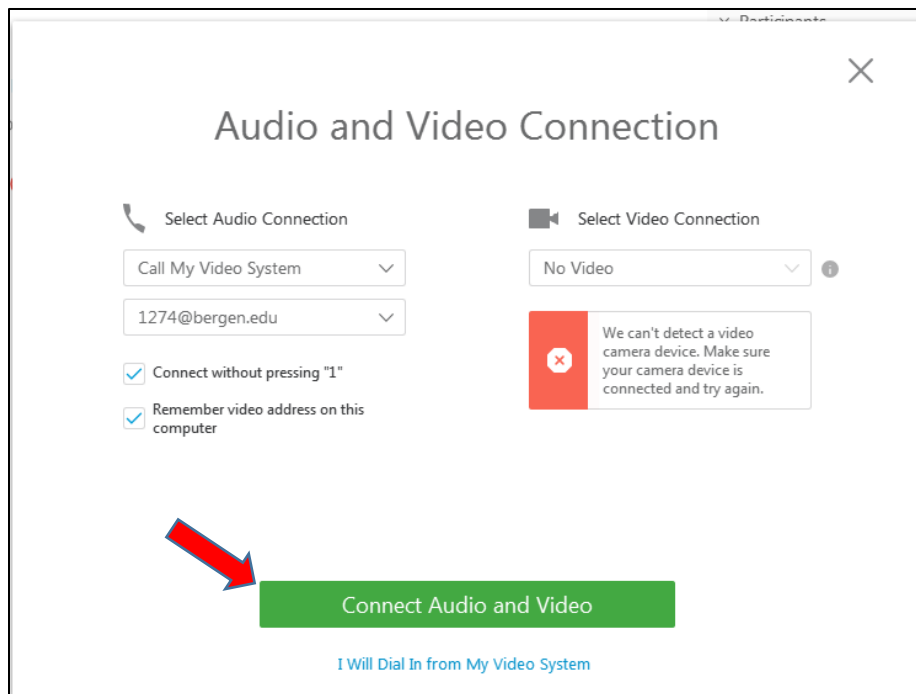 Participants
Audio and Video Connection
Select Audio Connection
Call My Video System
1274@bergen.edu
Connect without pressing "1"
Remember video address on this
computer
Select Video Connection
No Video
We can't detect a video
camera device. Make sure
your camera device is
connected and try again.
Connect Audio and Video
I Will Dial In from My Video System